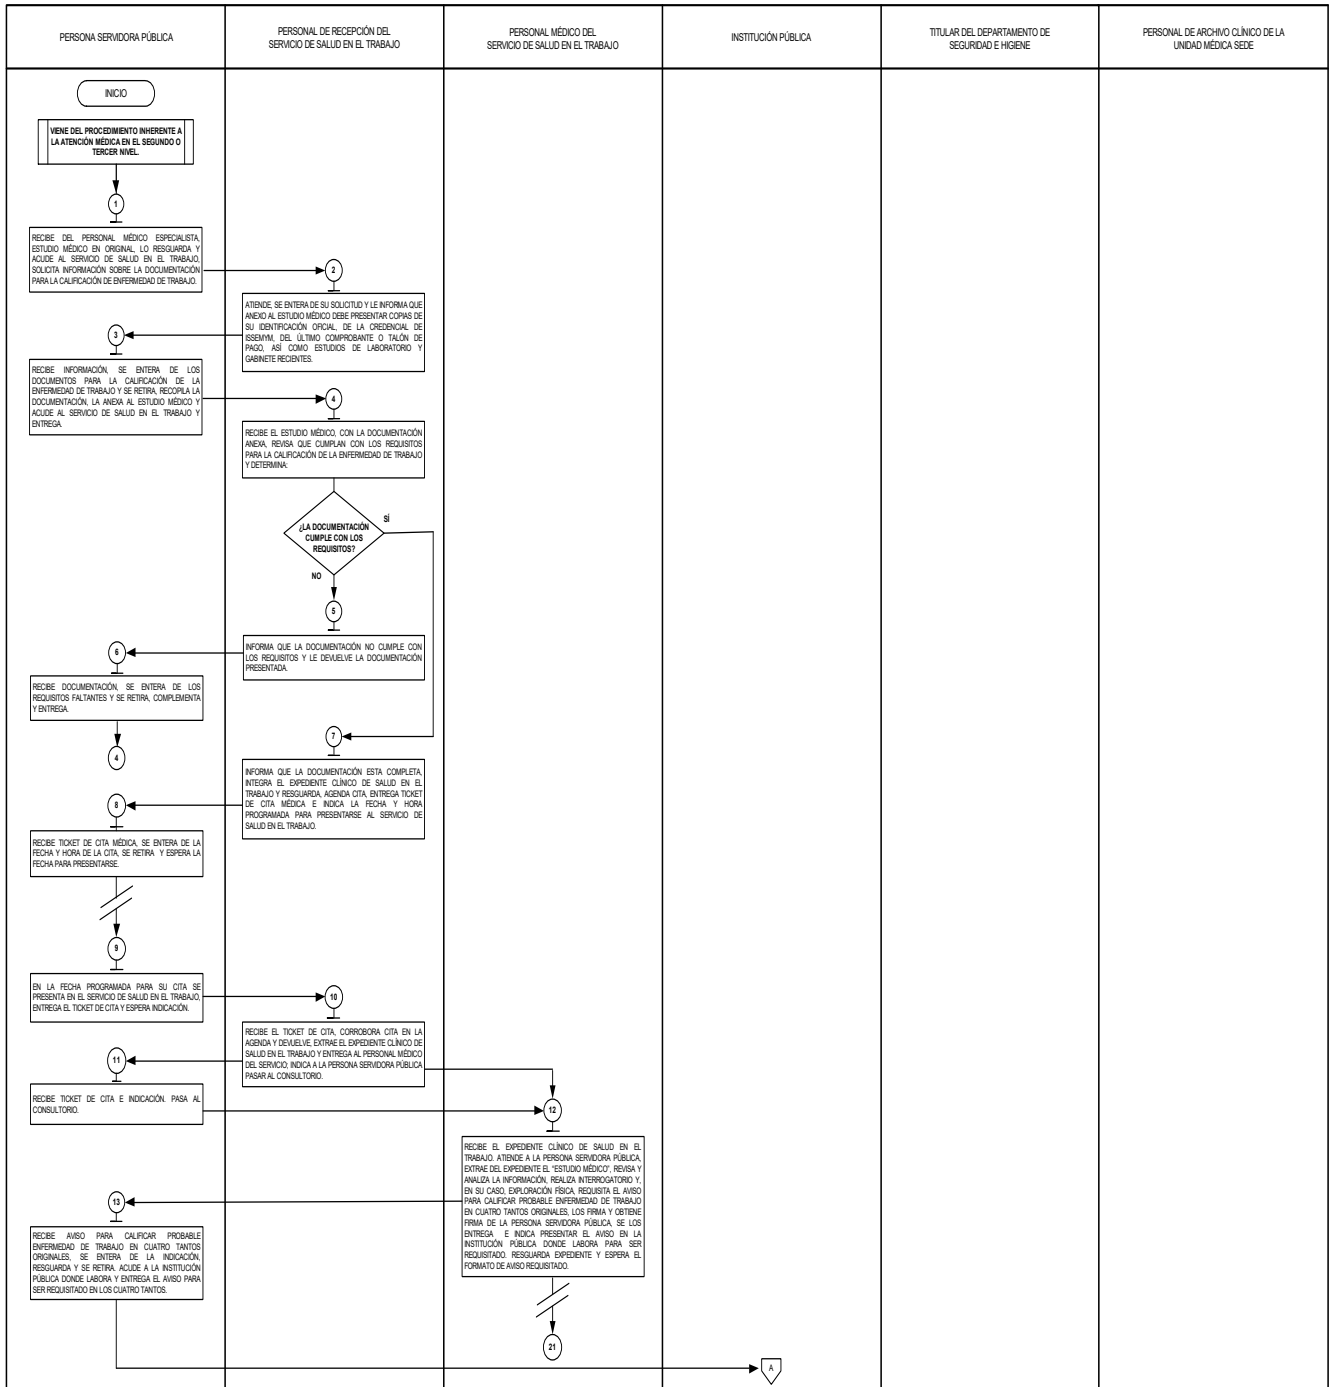 PERSONA SERVIDORA PÚBLICA
PERSONAL DE RECEPCIÓN DEL
SERVICIO DE SALUD EN EL TRABAJO
PERSONAL MÉDICO DEL
SERVICIO DE SALUD EN EL TRABAJO
INSTITUCIÓN PÚBLICA
TITULAR DEL DEPARTAMENTO DE
SEGURIDAD E HIGIENE
PERSONAL DE ARCHIVO CLÍNICO DE LA
UNIDAD MÉDICA SEDE
INICIO
VIENE DEL PROCEDIMIENTO INHERENTE A
LA ATENCIÓN MÉDICA EN EL SEGUNDO O
TERCER NIVEL.
1
RECIBE DEL PERSONAL MÉDICO ESPECIALISTA,
ESTUDIO MÉDICO EN ORIGINAL, LO RESGUARDA Y
ACUDE AL SERVICIO DE SALUD EN EL TRABAJO,
SOLICITA INFORMACIÓN SOBRE LA DOCUMENTACIÓN
PARA LA CALIFICACIÓN DE ENFERMEDAD DE TRABAJO.
2
ATIENDE, SE ENTERA DE SU SOLICITUD Y LE INFORMA QUE
ANEXO AL ESTUDIO MÉDICO DEBE PRESENTAR COPIAS DE
SU IDENTIFICACIÓN OFICIAL, DE LA CREDENCIAL DE
ISSEMYM, DEL ÚLTIMO COMPROBANTE O TALÓN DE
PAGO, ASÍ COMO ESTUDIOS DE LABORATORIO Y
GABINETE RECIENTES.
3
RECIBE INFORMACIÓN, SE ENTERA DE LOS
DOCUMENTOS PARA LA CALIFICACIÓN DE LA
ENFERMEDAD DE TRABAJO Y SE RETIRA, RECOPILA LA
DOCUMENTACIÓN, LA ANEXA AL ESTUDIO MÉDICO Y
ACUDE AL SERVICIO DE SALUD EN EL TRABAJO Y
ENTREGA.
4
RECIBE EL ESTUDIO MÉDICO, CON LA DOCUMENTACIÓN
ANEXA, REVISA QUE CUMPLAN CON LOS REQUISITOS
PARA LA CALIFICACIÓN DE LA ENFERMEDAD DE TRABAJO
Y DETERMINA:
¿LA DOCUMENTACIÓN
CUMPLE CON LOS
REQUISITOS?
SÍ
NO
5
INFORMA QUE LA DOCUMENTACIÓN NO CUMPLE CON
LOS REQUISITOS Y LE DEVUELVE LA DOCUMENTACIÓN
PRESENTADA.
6
RECIBE DOCUMENTACIÓN, SE ENTERA DE LOS
REQUISITOS FALTANTES Y SE RETIRA, COMPLEMENTA
Y ENTREGA.
4
7
INFORMA QUE LA DOCUMENTACIÓN ESTA COMPLETA,
INTEGRA EL EXPEDIENTE CLÍNICO DE SALUD EN EL
TRABAJO Y RESGUARDA, AGENDA CITA, ENTREGA TICKET
DE CITA MÉDICA E INDICA LA FECHA Y HORA
PROGRAMADA PARA PRESENTARSE AL SERVICIO DE
SALUD EN EL TRABAJO.
8
RECIBE TICKET DE CITA MÉDICA, SE ENTERA DE LA
FECHA Y HORA DE LA CITA, SE RETIRA Y ESPERA LA
FECHA PARA PRESENTARSE.
9
EN LA FECHA PROGRAMADA PARA SU CITA SE
PRESENTA EN EL SERVICIO DE SALUD EN EL TRABAJO,
ENTREGA EL TICKET DE CITA Y ESPERA INDICACIÓN.
10
RECIBE EL TICKET DE CITA, CORROBORA CITA EN LA
AGENDA Y DEVUELVE, EXTRAE EL EXPEDIENTE CLÍNICO DE
SALUD EN EL TRABAJO Y ENTREGA AL PERSONAL MÉDICO
DEL SERVICIO; INDICA A LA PERSONA SERVIDORA PÚBLICA
PASAR AL CONSULTORIO.
11
RECIBE TICKET DE CITA E INDICACIÓN. PASA AL
CONSULTORIO.
12
RECIBE EL EXPEDIENTE CLÍNICO DE SALUD EN EL
TRABAJO. ATIENDE A LA PERSONA SERVIDORA PÚBLICA,
EXTRAE DEL EXPEDIENTE EL "ESTUDIO MÉDICO", REVISA Y
ANALIZA LA INFORMACIÓN, REALIZA INTERROGATORIO Y,
EN SU CASO, EXPLORACIÓN FÍSICA, REQUISITA EL AVISO
PARA CALIFICAR PROBABLE ENFERMEDAD DE TRABAJO
EN CUATRO TANTOS ORIGINALES, LOS FIRMA Y OBTIENE
FIRMA DE LA PERSONA SERVIDORA PÚBLICA, SE LOS
ENTREGA E INDICA PRESENTAR EL AVISO EN LA
INSTITUCIÓN PÚBLICA DONDE LABORA PARA SER
REQUISITADO. RESGUARDA EXPEDIENTE Y ESPERA EL
FORMATO DE AVISO REQUISITADO.
13
RECIBE AVISO PARA CALIFICAR PROBABLE
ENFERMEDAD DE TRABAJO EN CUATRO TANTOS
ORIGINALES, SE ENTERA DE LA INDICACIÓN,
RESGUARDA Y SE RETIRA. ACUDE A LA INSTITUCIÓN
PÚBLICA DONDE LABORA Y ENTREGA EL AVISO PARA
SER REQUISITADO EN LOS CUATRO TANTOS.
21
A